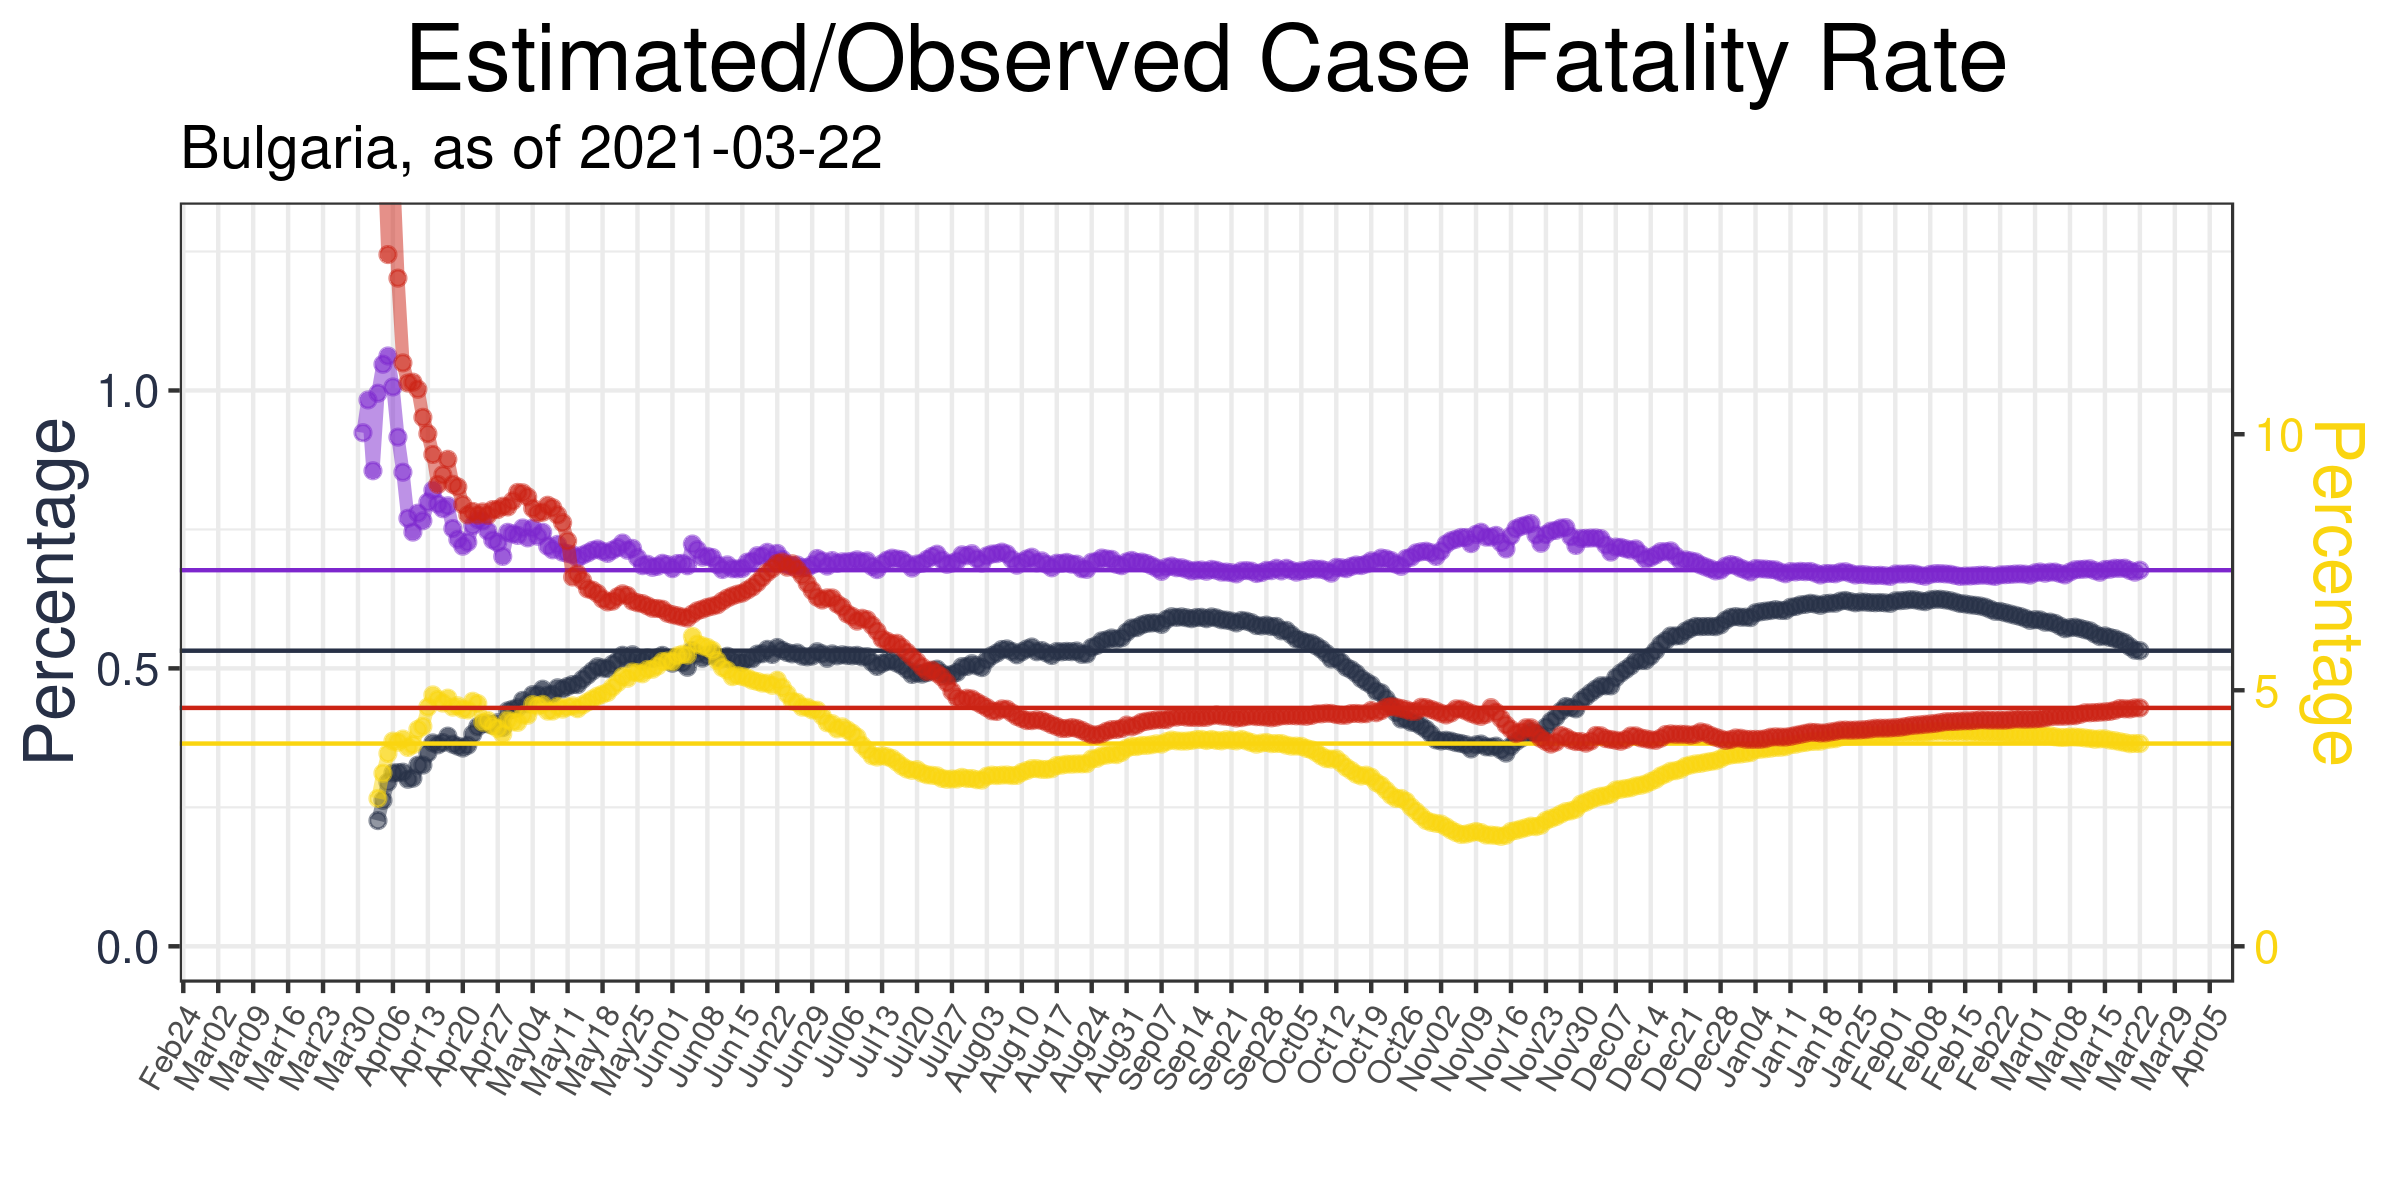 Estimated/Observed Case Fatality Rate
Bulgaria, as of 2021-03-22
Percentage
1.0
0.5
0.0
10
5
0
Percentage
Feb24
Mar02
Mar09
Mar16
Mar23
Mar30
Apr06
Apr13
Apr20
Apr27
May04
May11
May18
May25
Jun01
Jun08
Jun15
Jun22
Jun29
Jul06
Jul13
Jul20
Jul27
Aug03
Aug10
Aug17
Aug24
Aug31
Sep07
Sep14
Sep21
Sep28
Oct05
Oct12
Oct19
Oct26
Nov02
Nov09
Nov16
Nov23
Nov30
Dec07
Dec14
Dec21
Dec28
Jan04
Jan11
Jan18
Jan25
Feb01
Feb08
Feb15
Feb22
Mar01
Mar08
Mar15
Mar22
Mar29
Apr05